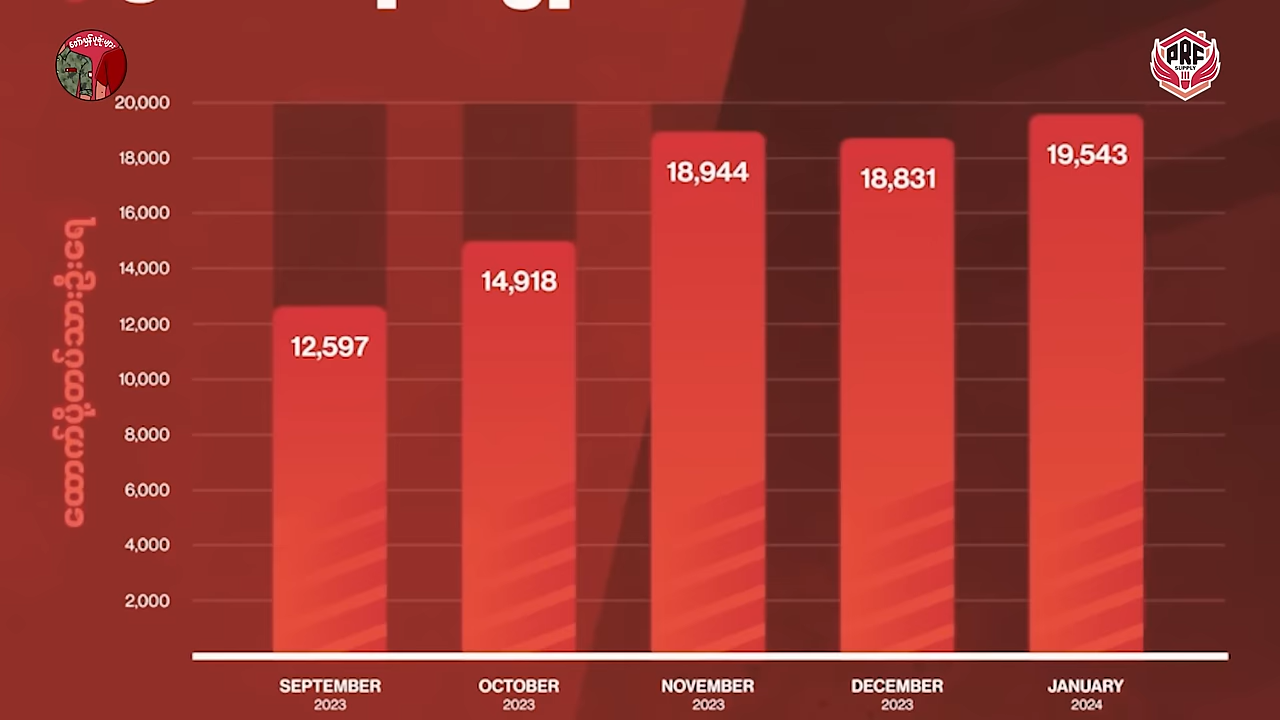 PRF
SUPPLY
20,000
18,000
16,000
14,000
12,000
10,000
8,000
6,000
4,000
2,000
12,597
14,918
18,944
18,831
19,543
SEPTEMBER
2023
OCTOBER
2023
NOVEMBER
2023
DECEMBER
2023
JANUARY
2024